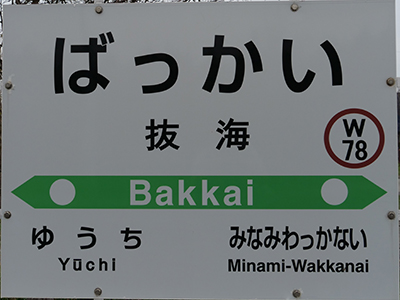 ばっかい
抜海
W
78
Bakkai
ゆうち
Yūchi
みなみわっかない
Minami-Wakkanai